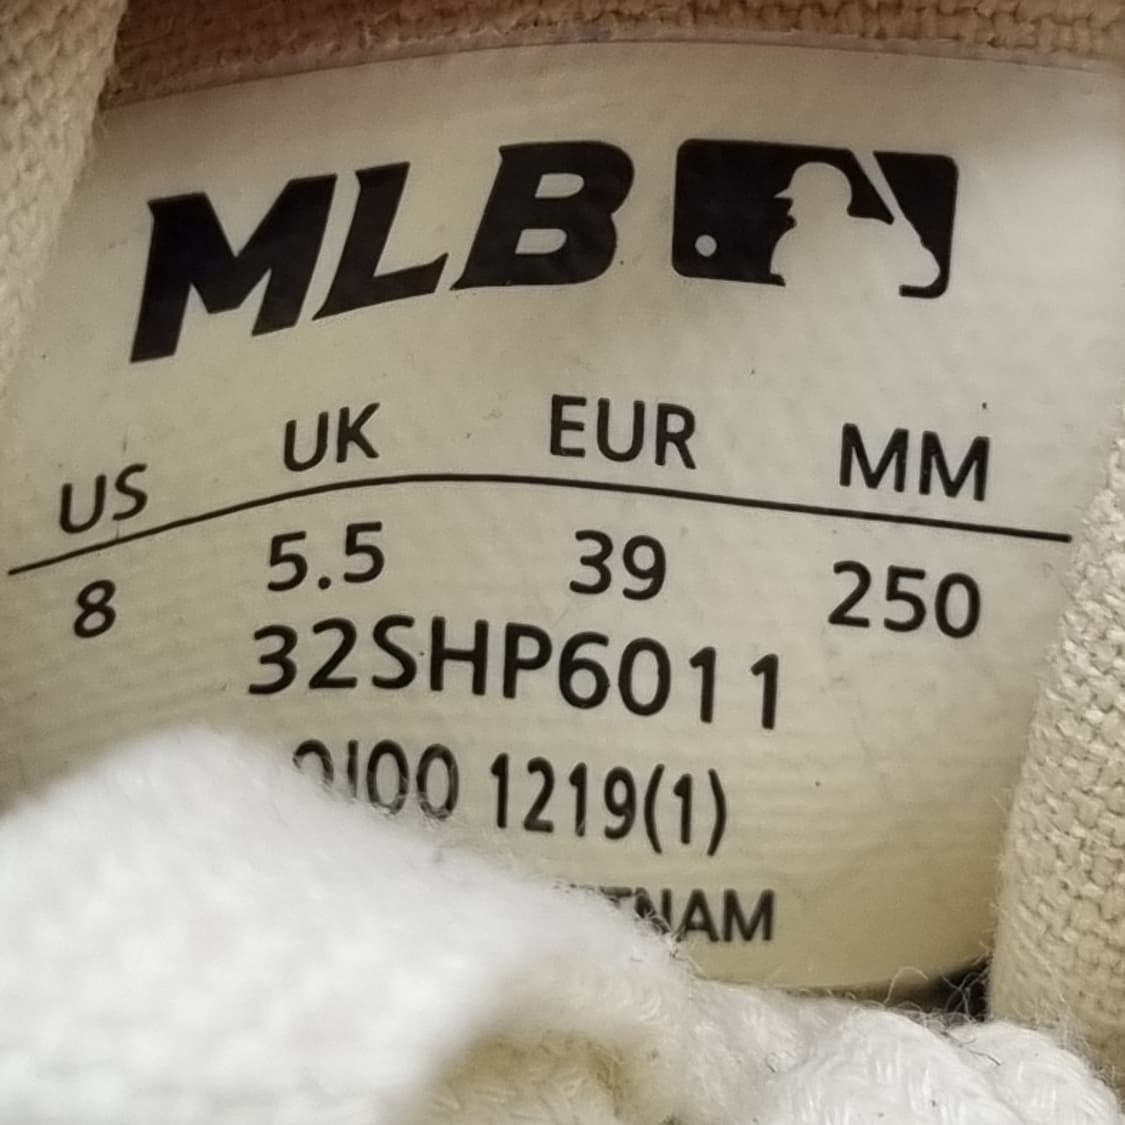 MLB
US UK EUR MM
8 5.5 39 250
32SHP6011
1219(1)